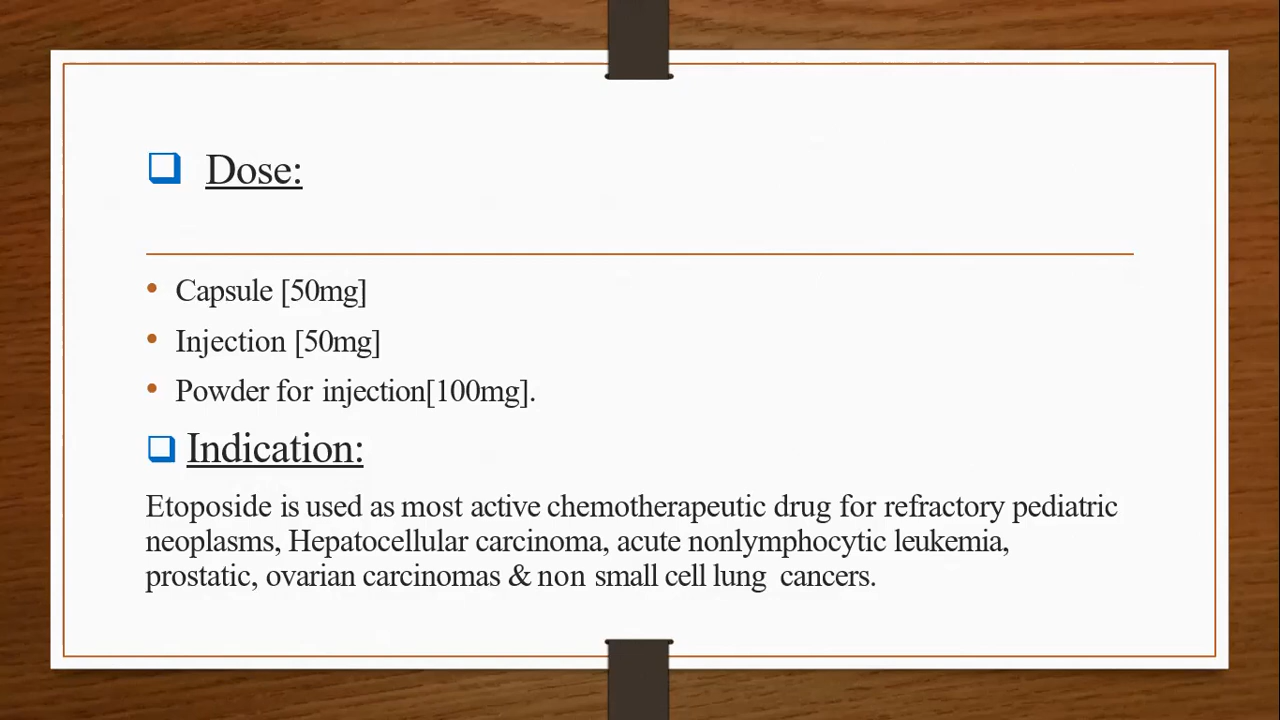 Dose:
Capsule [50mg]
Injection [50mg]
Powder for injection[100mg].
Indication:
Etoposide is used as most active chemotherapeutic drug for refractory pediatric
neoplasms, Hepatocellular carcinoma, acute nonlymphocytic leukemia,
prostatic, ovarian carcinomas & non small cell lung cancers.